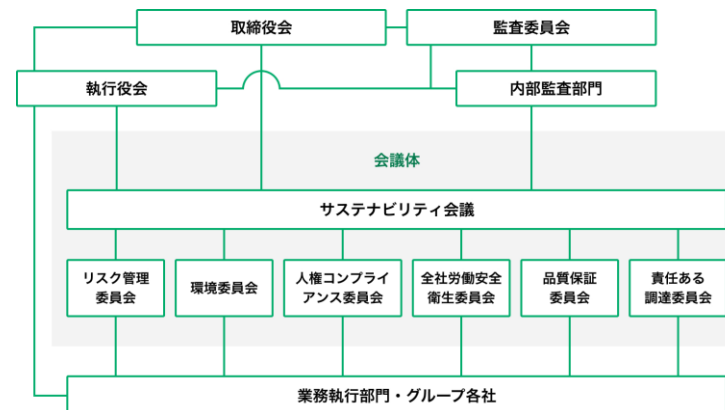 取締役会
監査委員会
執行役会
内部監査部門
会議体
サステナビリティ会議
リスク管理
委員会
環境委員会
人権コンプライ
アンス委員会
全社労働安全
衛生委員会
品質保証
委員会
責任ある
調達委員会
業務執行部門・グループ各社